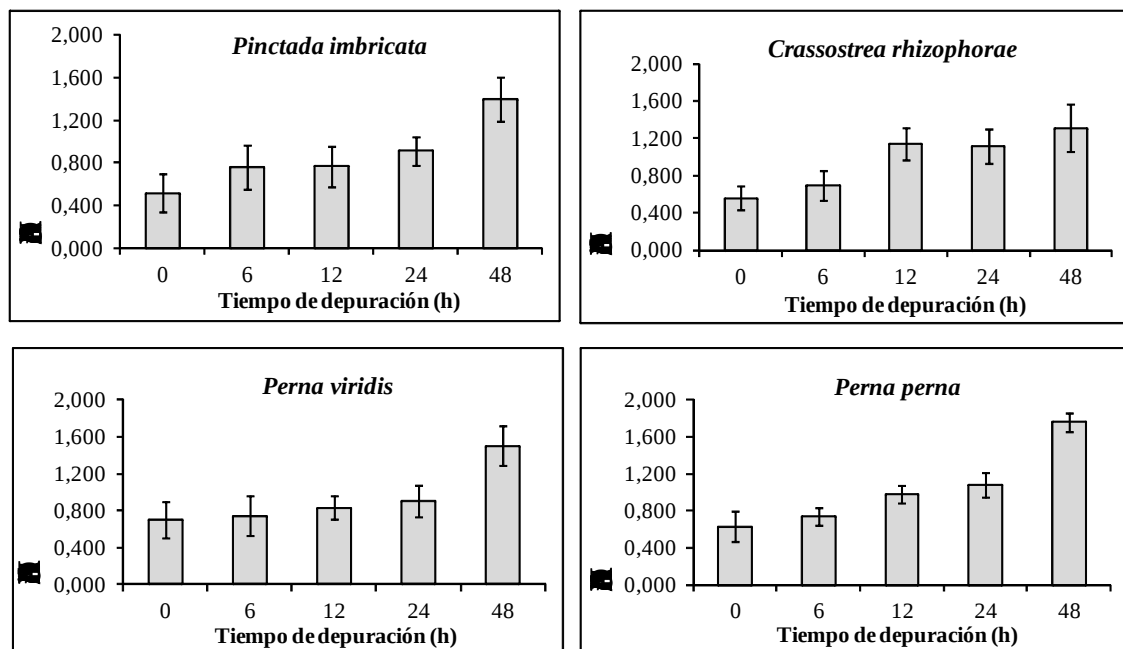 Pinctada imbricata
2,000
1,600
1,200
0,800
0,400
0,000
0 6 12 24 48
Tiempo de depuración (h)
Crassostrea rhizophorae
2,000
1,600
1,200
0,800
0,400
0,000
0 6 12 24 48
Tiempo de depuración (h)
Perna viridis
2,000
1,600
1,200
0,800
0,400
0,000
0 6 12 24 48
Tiempo de depuración (h)
Perna perna
2,000
1,600
1,200
0,800
0,400
0,000
0 6 12 24 48
Tiempo de depuración (h)